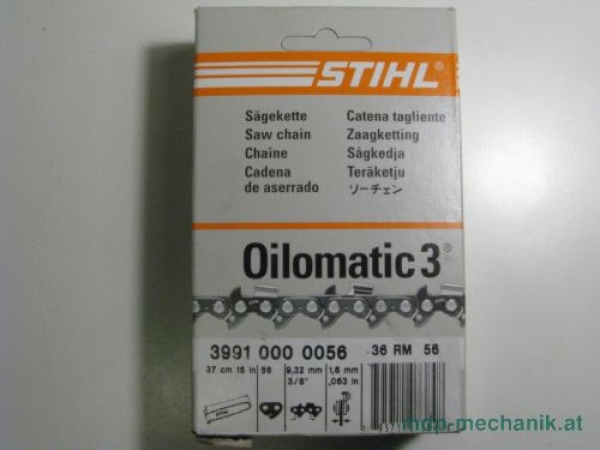 STIHL®
Sägekette
Saw chain
Chaîne
Cadena
de aserrado
Catena tagliente
Zaagketting
Sågkedja
Teräketju
ソーチェン
Oilomatic 3®
3991 000 0056 36 RM 56
37 cm 15 in 56 9,32 mm 1,6 mm
3/8" ,063 in
mdp-mechanik.at